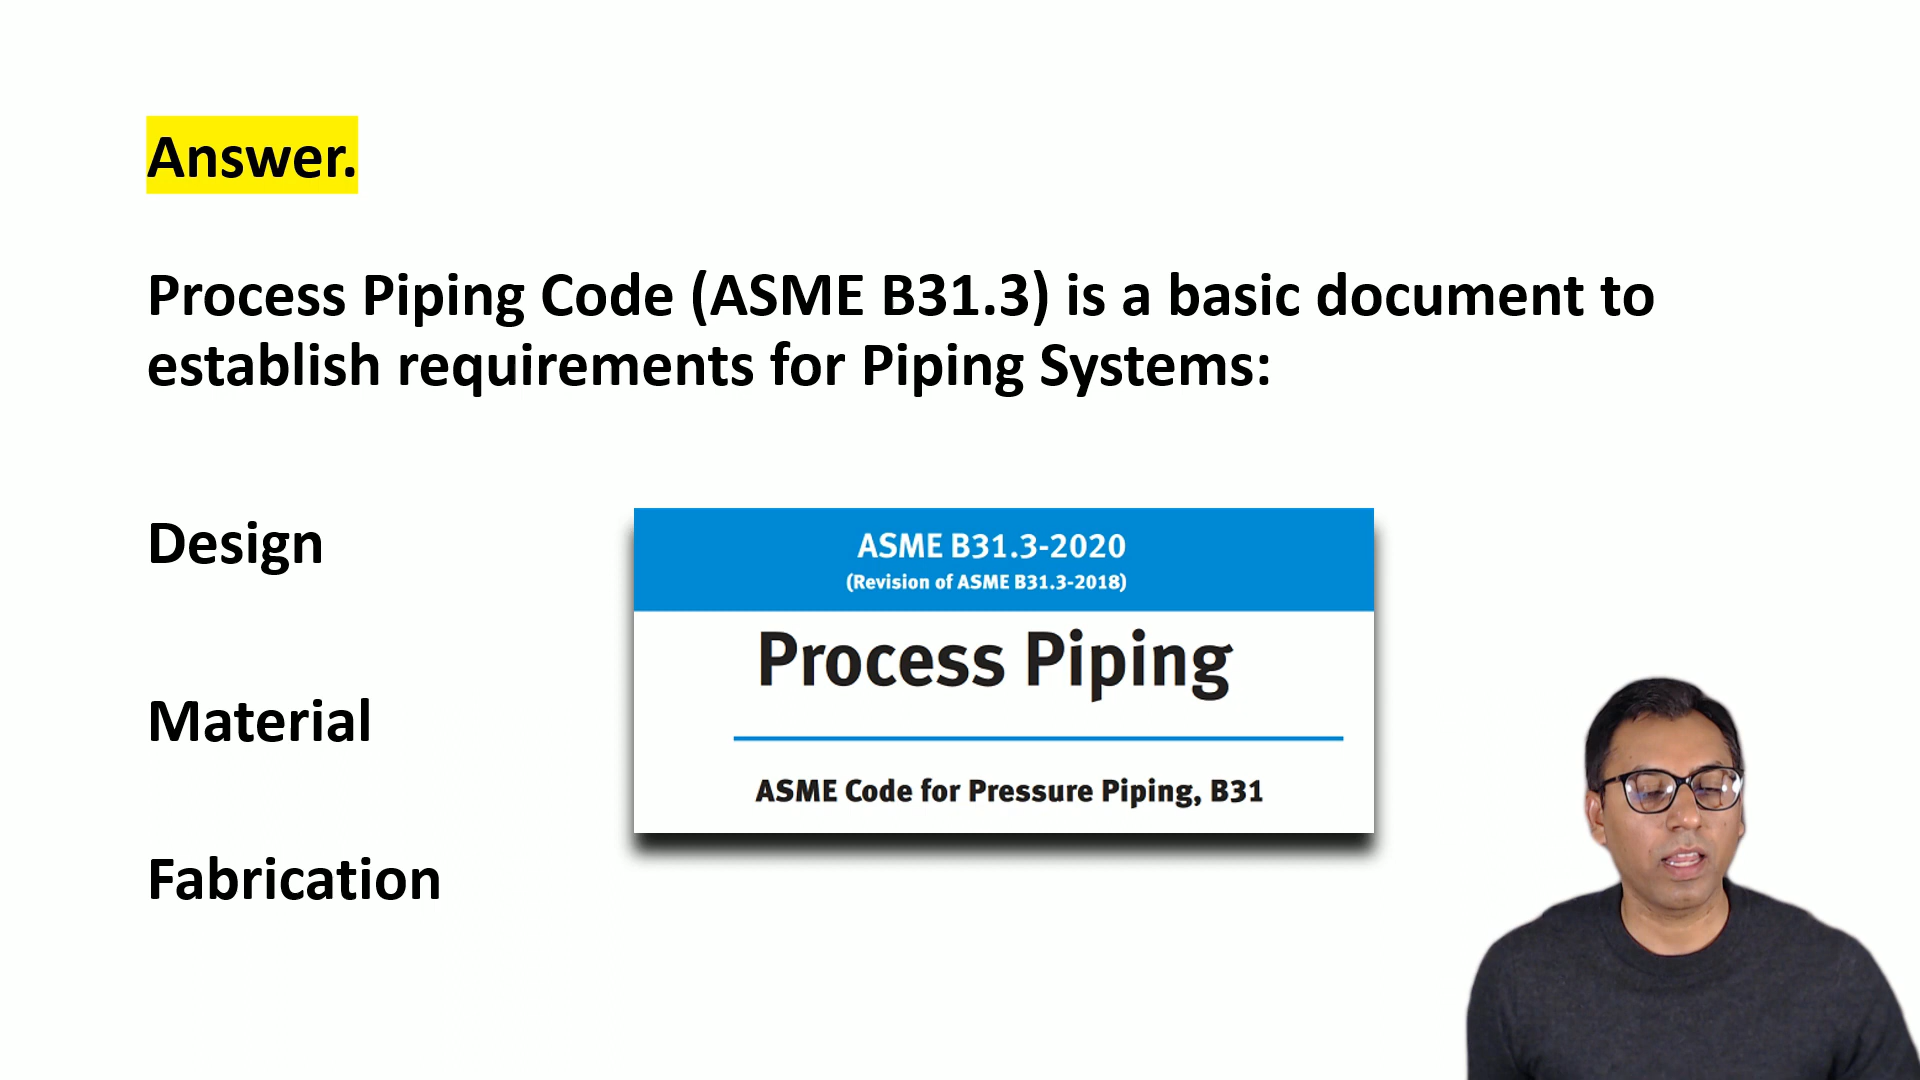 Answer.
Process Piping Code (ASME B31.3) is a basic document to
establish requirements for Piping Systems:
Design
Material
Fabrication
ASME B31.3-2020
(Revision of ASME B31.3-2018)
Process Piping
ASME Code for Pressure Piping, B31